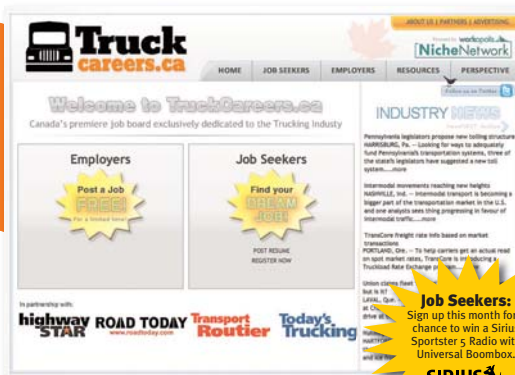 ABOUT US | PARTNERS | ADVERTISING
Truck
careers.ca
Powered by workopolis
NicheNetwork
HOME JOB SEEKERS EMPLOYERS RESOURCES PERSPECTIVE
Follow us on Twitter
Welcome to TruckCareers.ca
Canada's premiere job board exclusively dedicated to the Trucking Industy
Employers
Post a Job
FREE!
For a limited time!
Job Seekers
Find your
DREAM
JOB!
POST RESUME
REGISTER NOW
In partnership with:
highway
STAR
ROAD TODAY
www.roadtoday.com
Transport
Routier
Today's
Trucking
INDUSTRY NEWS
Pennsylvania legislators propose new tolling structure
HARRISBURG, Pa. -- Looking for ways to adequately
fund Pennsylvania's transportation systems, three of
the state's legislators have suggested a new toll
system....more
Intermodal movements reaching new heights
NASHVILLE, Ind. -- Intermodal transport is becoming a
bigger part of the transportation market in the U.S.
and one analysts sees thing progressing in favour of
intermodal traffic....more
TransCore freight rate info based on market
transactions
PORTLAND, Ore. -- To help carriers get an actual read
on spot market rates, TransCore is introducing a
Truckload Rate Exchange program....
Union claims fleet
but is it?
LAVAL, Que.
Job Seekers:
Sign up this month for
chance to win a Siriu
Sportster 5 Radio wit
Universal Boombox.
SIRIUS